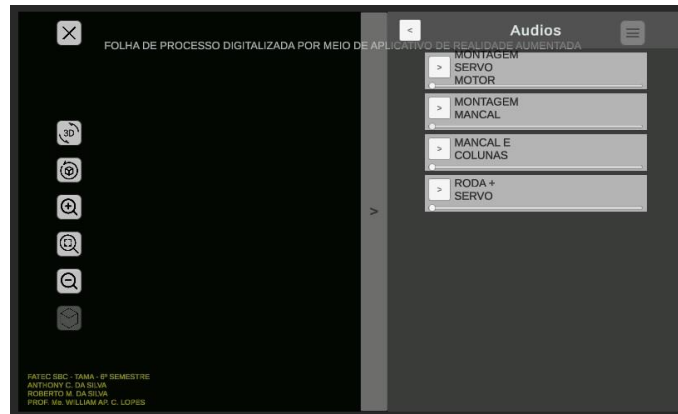 Audios
FOLHA DE PROCESSO DIGITALIZADA POR MEIO DE APLICATIVO DE REALIDADE AUMENTADA
MONTAGEM
SERVO
MOTOR
MONTAGEM
MANCAL
MANCAL E
COLUNAS
RODA +
SERVO
3D
FATEC SBC - TAMA - 6º SEMESTRE
ANTHONY C. DA SILVA
ROBERTO M. DA SILVA
PROF. Ms. WILLIAM AP. C. LOPES